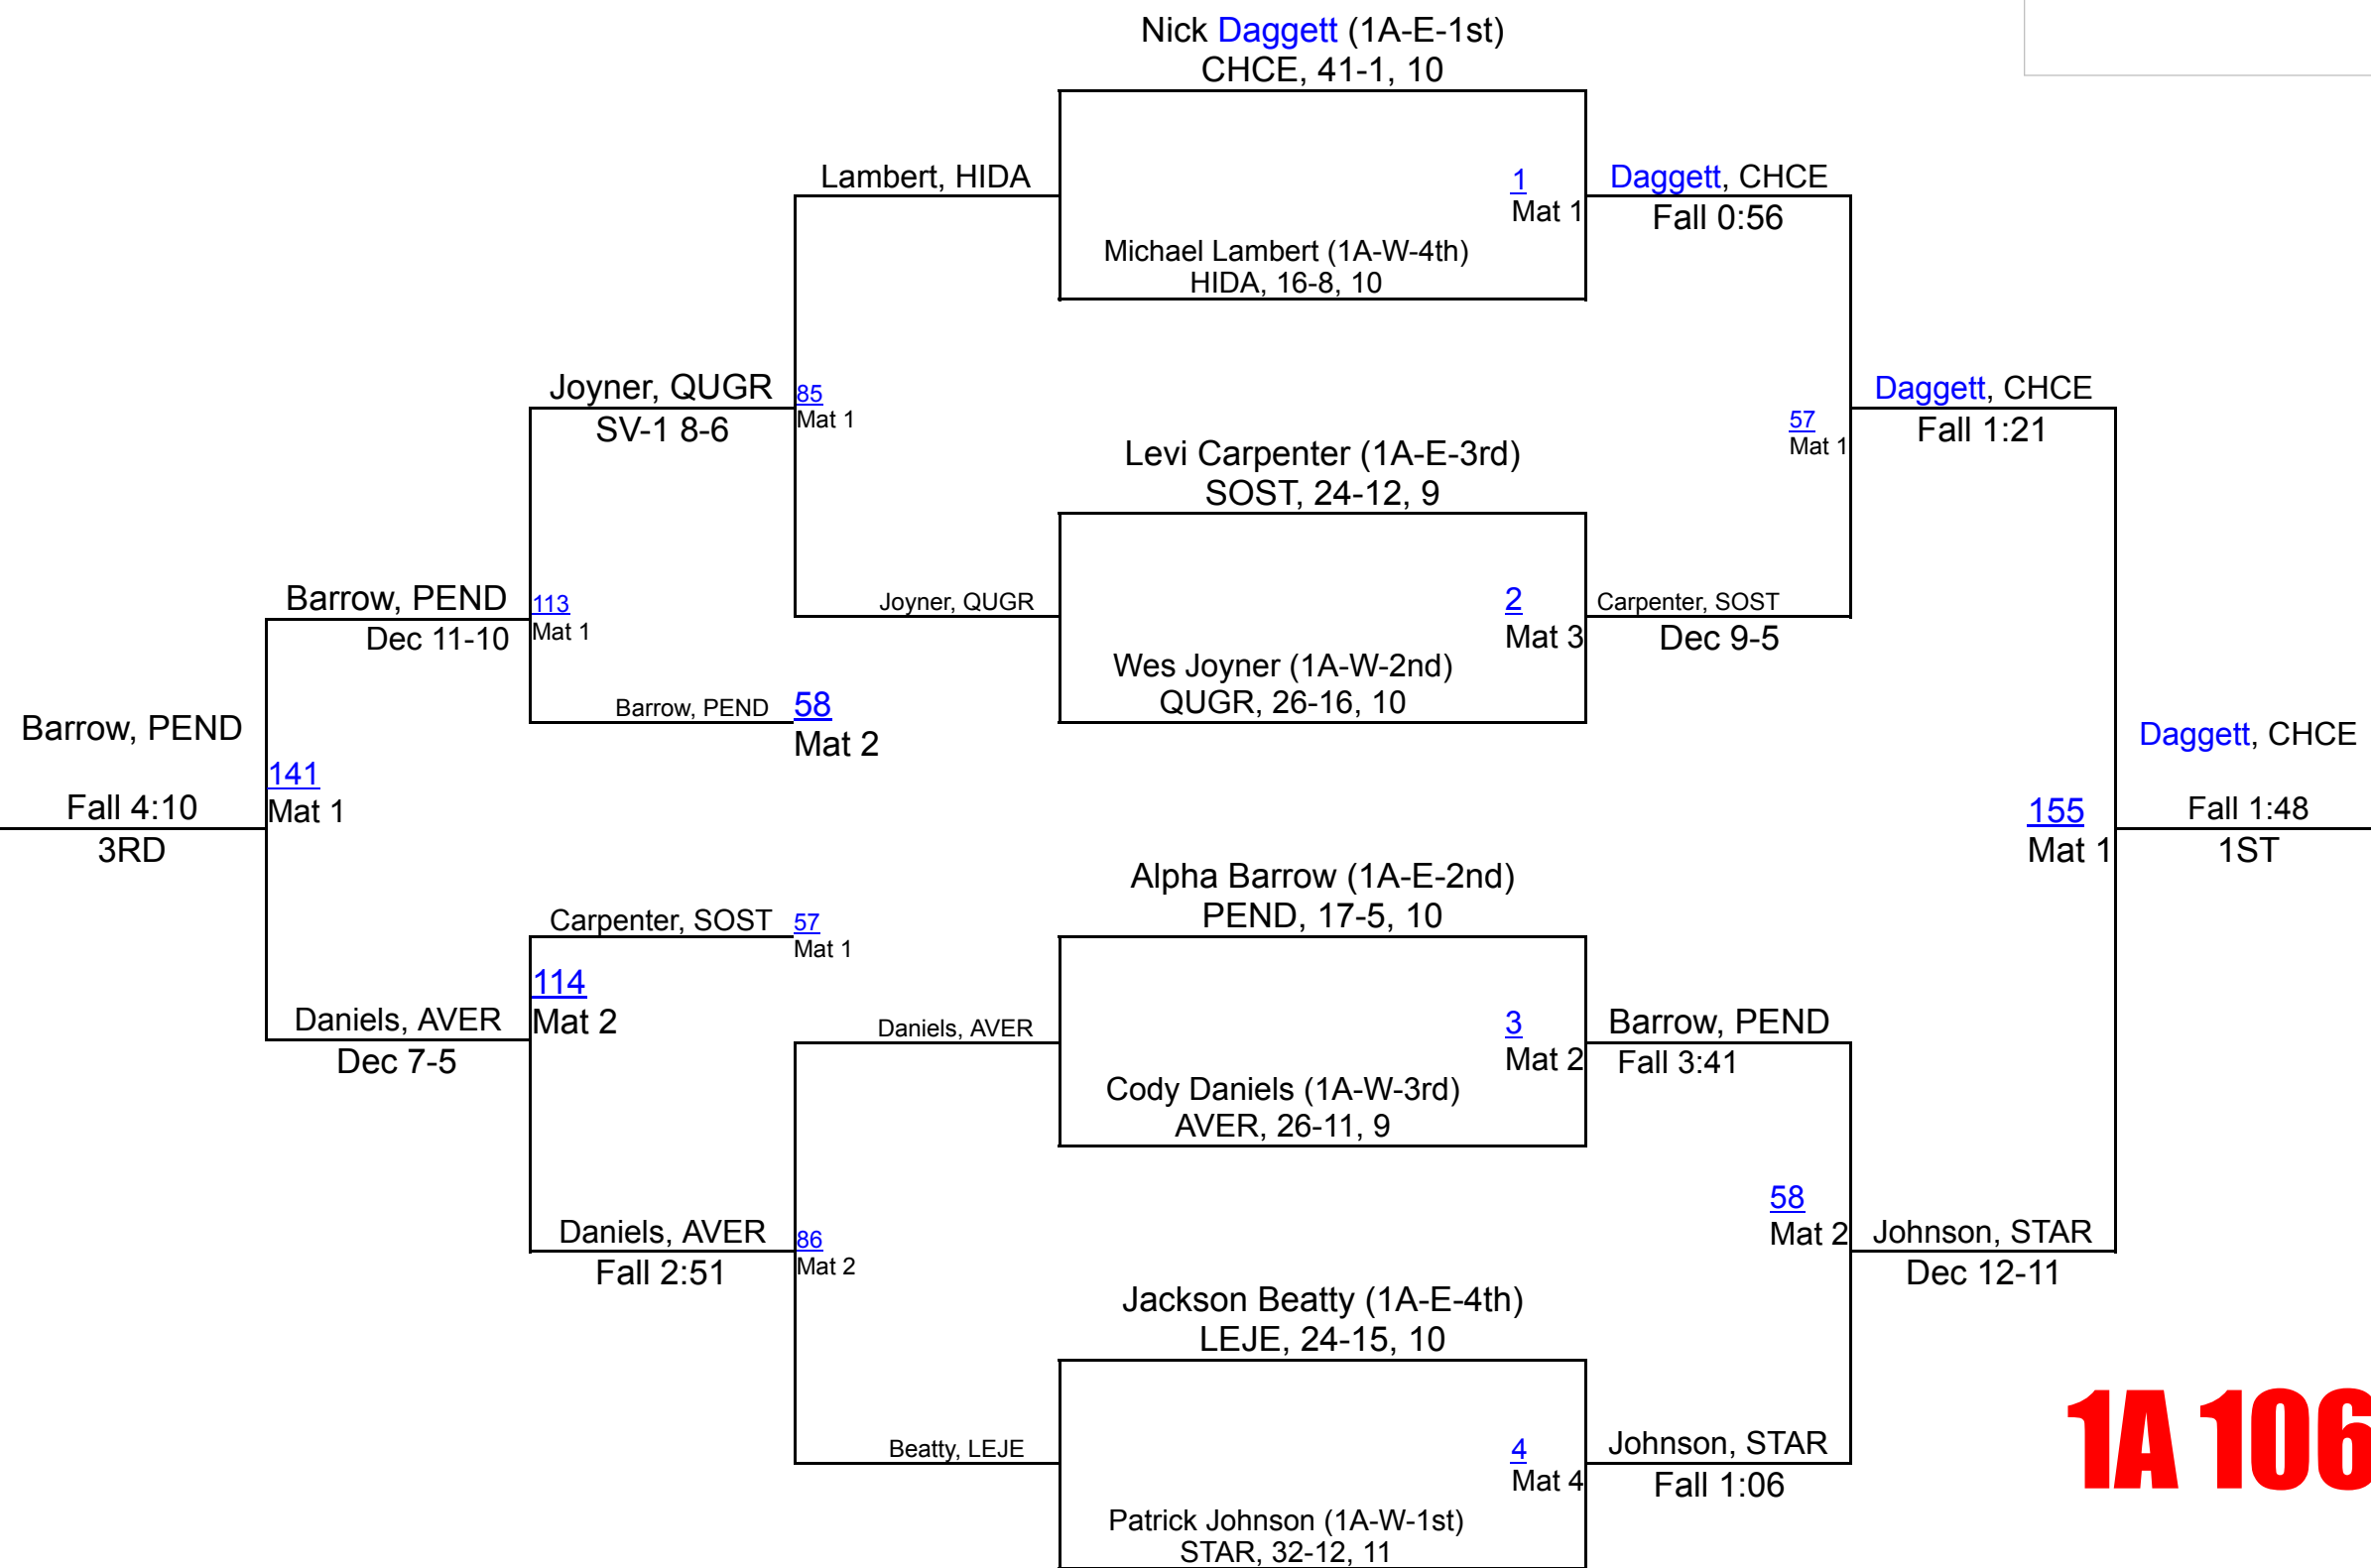 Nick Daggett (1A-E-1st)
CHCE, 41-1, 10
Lambert, HIDA
1
Mat 1
Daggett, CHCE
Fall 0:56
Michael Lambert (1A-W-4th)
HIDA, 16-8, 10
Joyner, QUGR
SV-1 8-6
85
Mat 1
Daggett, CHCE
Fall 1:21
57
Mat 1
Levi Carpenter (1A-E-3rd)
SOST, 24-12, 9
Barrow, PEND
Dec 11-10
113
Mat 1
Joyner, QUGR
2
Mat 3
Carpenter, SOST
Dec 9-5
Wes Joyner (1A-W-2nd)
QUGR, 26-16, 10
Barrow, PEND
58
Mat 2
Barrow, PEND
Fall 4:10
3RD
141
Mat 1
Daggett, CHCE
Fall 1:48
1ST
155
Mat 1
Alpha Barrow (1A-E-2nd)
PEND, 17-5, 10
Carpenter, SOST
57
Mat 1
114
Mat 2
Daniels, AVER
Dec 7-5
Daniels, AVER
3
Mat 2
Barrow, PEND
Fall 3:41
Cody Daniels (1A-W-3rd)
AVER, 26-11, 9
Daniels, AVER
Fall 2:51
86
Mat 2
58
Mat 2
Johnson, STAR
Dec 12-11
Jackson Beatty (1A-E-4th)
LEJE, 24-15, 10
Beatty, LEJE
4
Mat 4
Johnson, STAR
Fall 1:06
Patrick Johnson (1A-W-1st)
STAR, 32-12, 11
1A 106